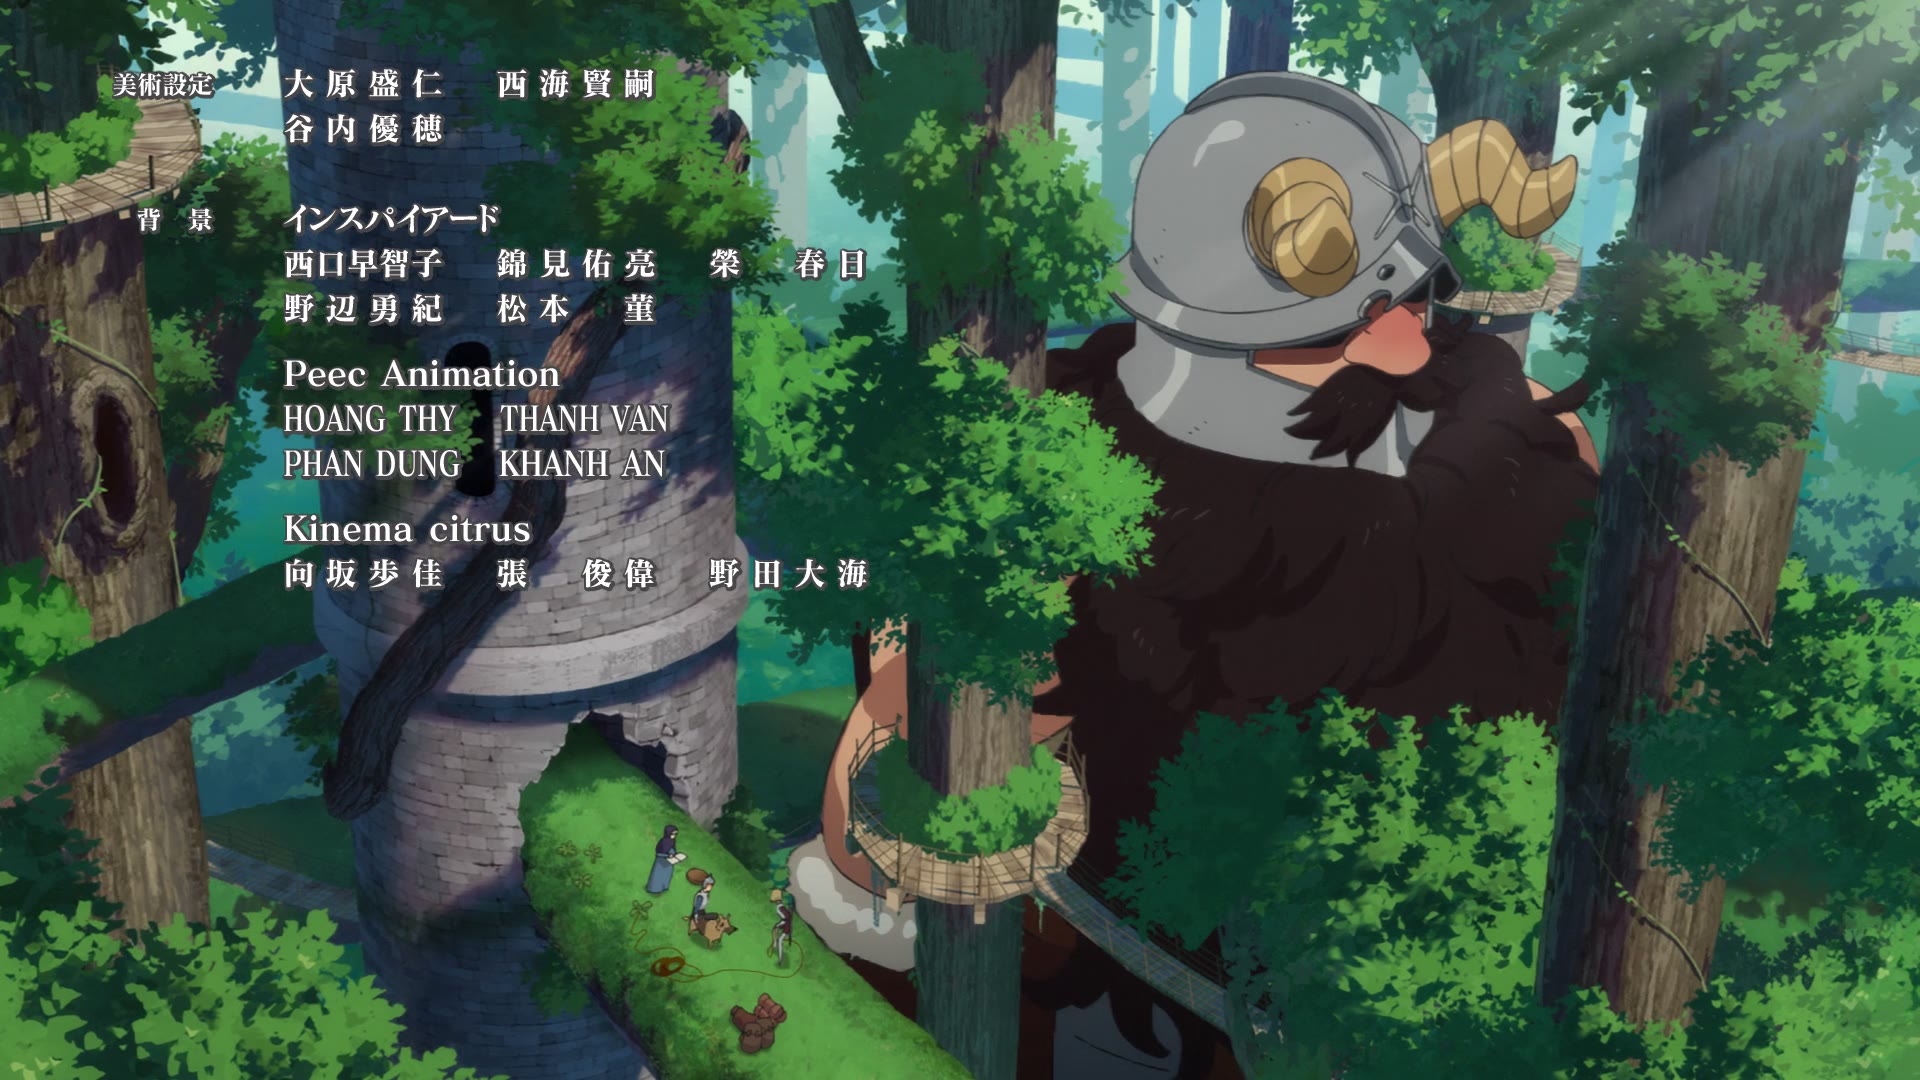 美術設定 大原盛仁 西海賢嗣
谷内優穂
背景 インスパイアード
西口早智子 錦見佑亮 榮 春日
野辺勇紀 松本 菫
Peec Animation
HOANG THY THANH VAN
PHAN DUNG KHANH AN
Kinema citrus
向坂歩佳 張 俊偉 野田大海